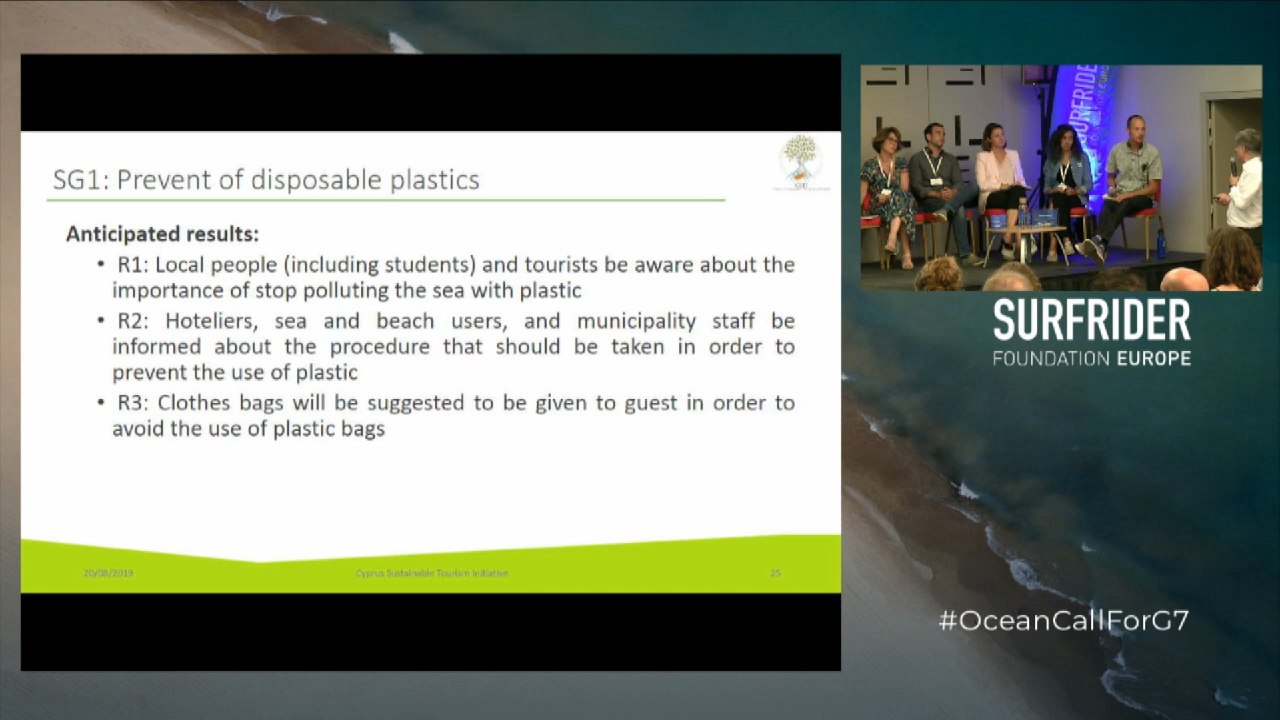 SG1: Prevent of disposable plastics
Anticipated results:
• R1: Local people (including students) and tourists be aware about the
importance of stop polluting the sea with plastic
• R2: Hoteliers, sea and beach users, and municipality staff be
informed about the procedure that should be taken in order to
prevent the use of plastic
• R3: Clothes bags will be suggested to be given to guest in order to
avoid the use of plastic bags
20/08/2019
Cyprus Sustainable Tourism Initiative
25
SURFRIDE
SURFRIDER
FOUNDATION EUROPE
#OceanCallForG7